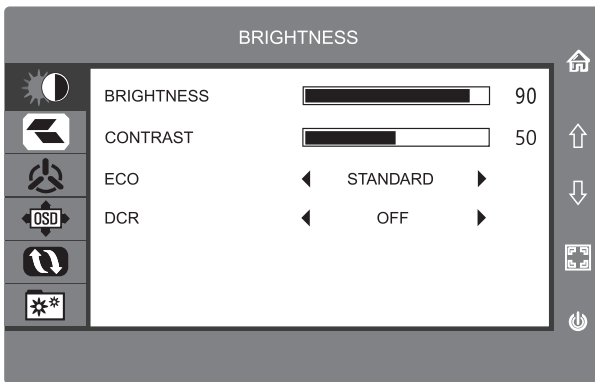 BRIGHTNESS
BRIGHTNESS 90
CONTRAST 50
ECO STANDARD
OSD
DCR OFF